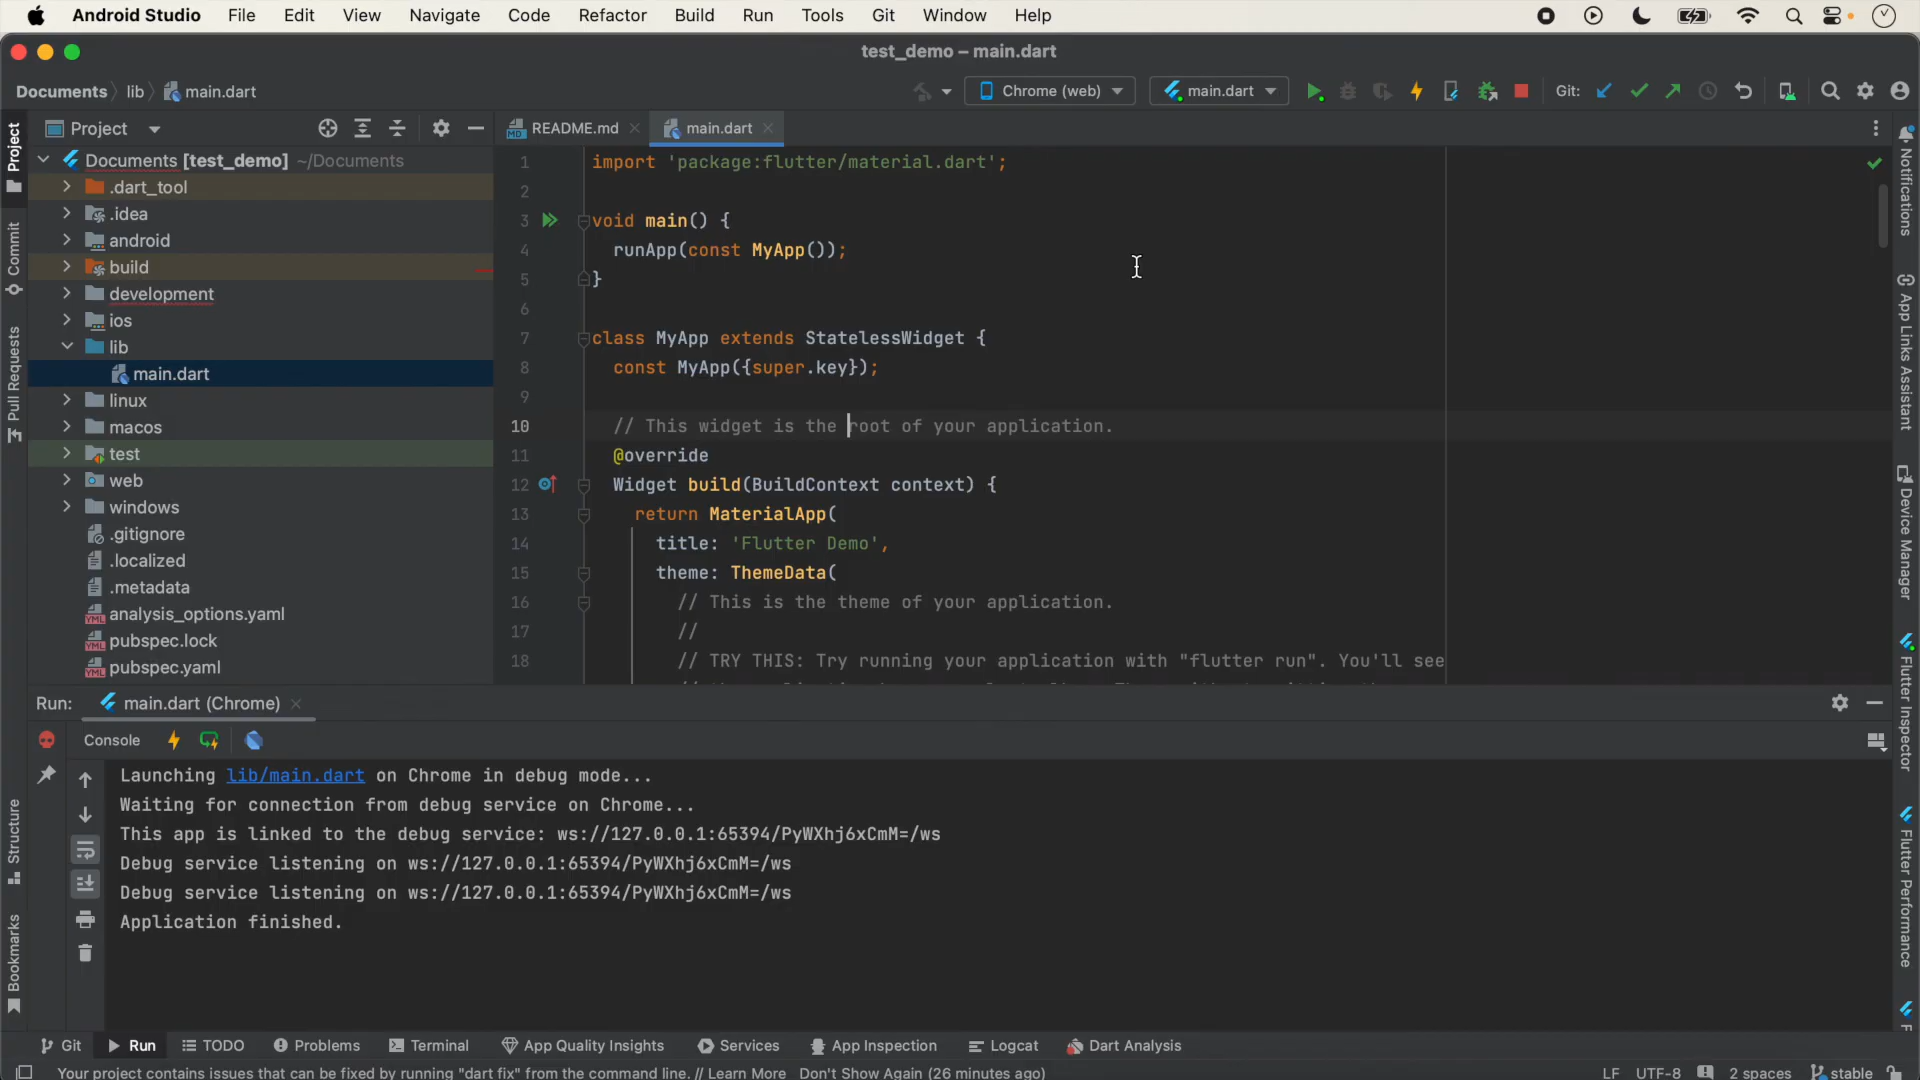 Android Studio File Edit View Navigate Code Refactor Build Run Tools Git Window Help
test_demo – main.dart
Documents lib main.dart
Chrome (web) main.dart Git:
Project
README.md main.dart
Documents [test_demo] ~/Documents
.dart_tool
.idea
android
build
development
ios
lib
main.dart
linux
macos
test
web
windows
.gitignore
.localized
.metadata
analysis_options.yaml
pubspec.lock
pubspec.yaml
1 import 'package:flutter/material.dart';
2
3 void main() {
4 runApp(const MyApp());
5 }
6
7 class MyApp extends StatelessWidget {
8 const MyApp({super.key});
9
10 // This widget is the root of your application.
11 @override
12 Widget build(BuildContext context) {
13 return MaterialApp(
14 title: 'Flutter Demo',
15 theme: ThemeData(
16 // This is the theme of your application.
17 //
18 // TRY THIS: Try running your application with "flutter run". You'll see
Project
Commit
Pull Requests
Structure
Bookmarks
Notifications
App Links Assistant
Device Manager
Flutter Inspector
Flutter Performance
Run: main.dart (Chrome)
Console
Launching lib/main.dart on Chrome in debug mode...
Waiting for connection from debug service on Chrome...
This app is linked to the debug service: ws://127.0.0.1:65394/PyWXhj6xCmM=/ws
Debug service listening on ws://127.0.0.1:65394/PyWXhj6xCmM=/ws
Debug service listening on ws://127.0.0.1:65394/PyWXhj6xCmM=/ws
Application finished.
Git Run TODO Problems Terminal App Quality Insights Services App Inspection Logcat Dart Analysis
Your project contains issues that can be fixed by running "dart fix" from the command line. // Learn More Don't Show Again (26 minutes ago) LF UTF-8 2 spaces stable